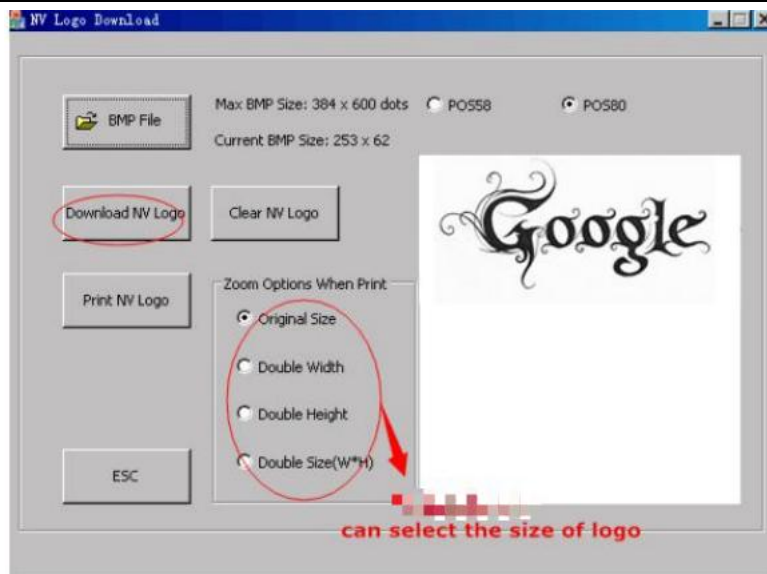 NV Logo Download
BMP File
Max BMP Size: 384 x 600 dots
POS58
POS80
Current BMP Size: 253 x 62
Download NV Logo
Clear NV Logo
Google
Print NV Logo
Zoom Options When Print
Original Size
Double Width
Double Height
Double Size(W*H)
ESC
can select the size of logo